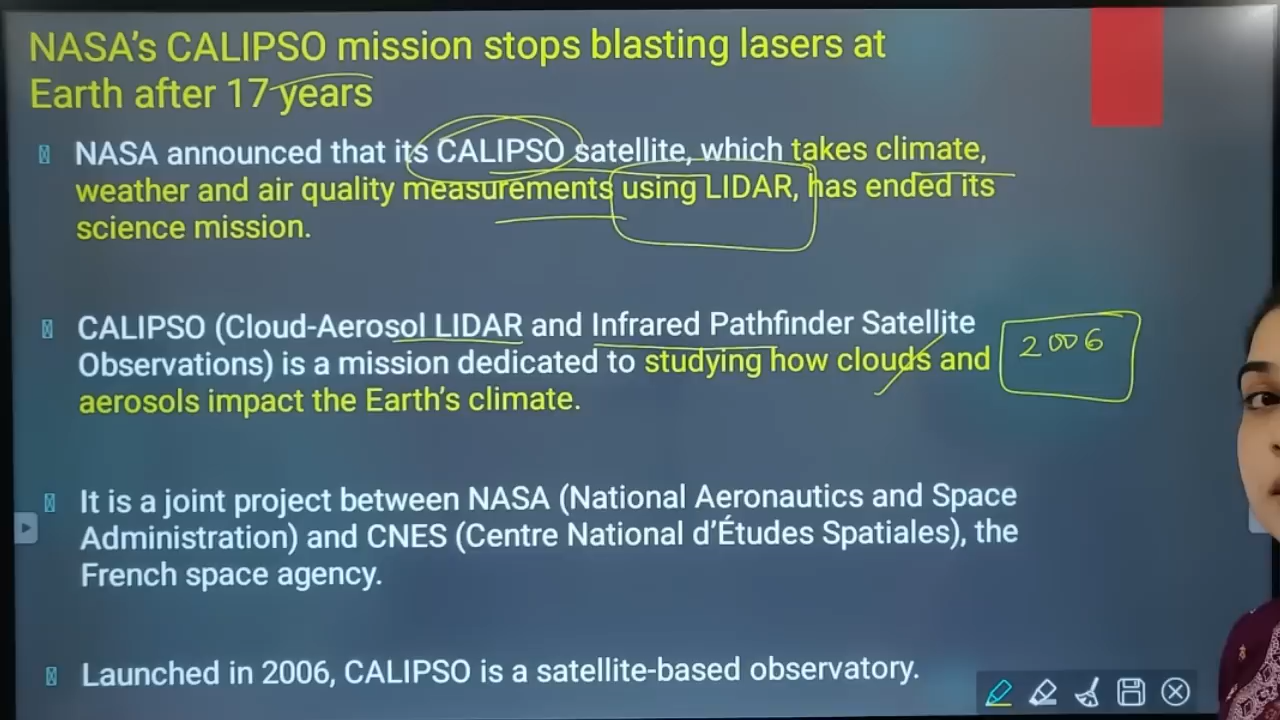 NASA's CALIPSO mission stops blasting lasers at
Earth after 17 years
NASA announced that its CALIPSO satellite, which takes climate,
weather and air quality measurements using LIDAR, has ended its
science mission.
CALIPSO (Cloud-Aerosol LIDAR and Infrared Pathfinder Satellite
Observations) is a mission dedicated to studying how clouds and
aerosols impact the Earth's climate.
2006
It is a joint project between NASA (National Aeronautics and Space
Administration) and CNES (Centre National d'Études Spatiales), the
French space agency.
Launched in 2006, CALIPSO is a satellite-based observatory.